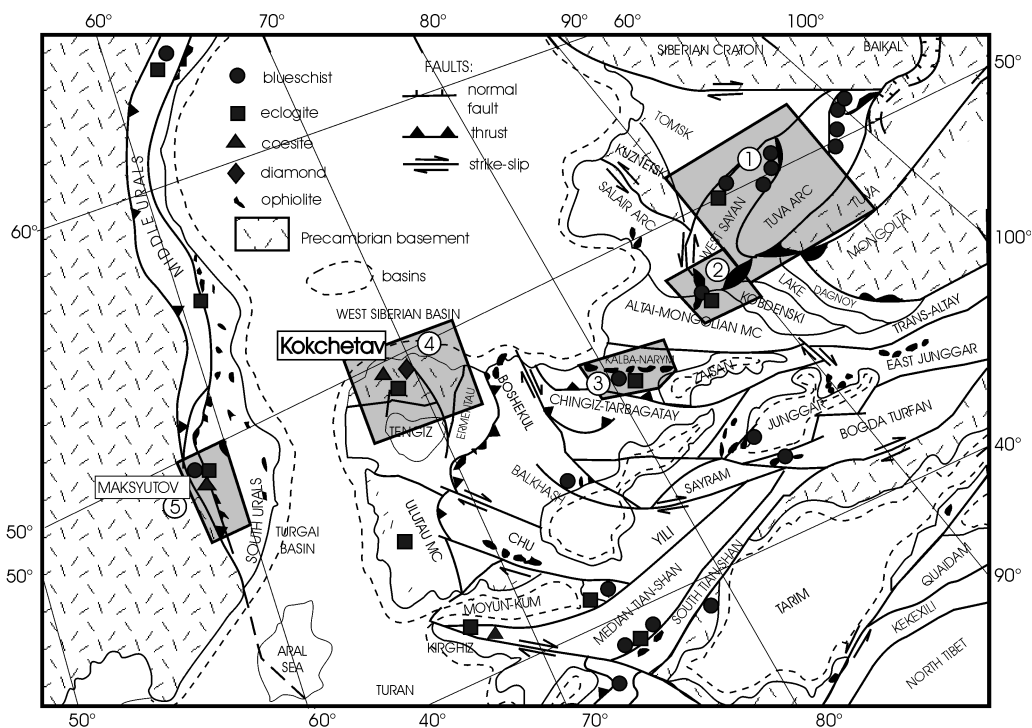 60° 70° 80° 90° 60° 100°
SIBERIAN CRATON
BAIKAL
50°
blueschist
eclogite
coesite
diamond
ophiolite
Precambrian basement
basins
FAULTS:
normal
fault
thrust
strike-slip
TOMSK
KUZNETSK
SALAIR ARC
1
WEST SAYAN
TUVA ARC
TUVA
MONGOLIA
100°
MIDDLE URALS
60°
2
LAKE
DAGNOY
KOBDENSKI
ALTAI-MONGOLIAN MC
TRANS-ALTAY
WEST SIBERIAN BASIN
Kokchetav
4
KALBA-NARYM
3
ZAISAN
EAST JUNGGAR
CHINGIZ-TARBAGATAY
BOSHEKUL
ERMENTAU
TENGIZ
JUNGGAR
BOGDA TURFAN
40°
MAKSYUTOV
5
SOUTH URALS
BALKHASH
SAYRAM
50°
TURGAI
BASIN
ULUTAU MC
CHU
YILI
50°
MOYUN-KUM
MEDIAN TIAN-SHAN
SOUTH TIAN-SHAN
TARIM
QUAIDAM
90°
KEKEXILI
KIRGHIZ
ARAL
SEA
TURAN
NORTH TIBET
50° 60° 40° 70° 80°